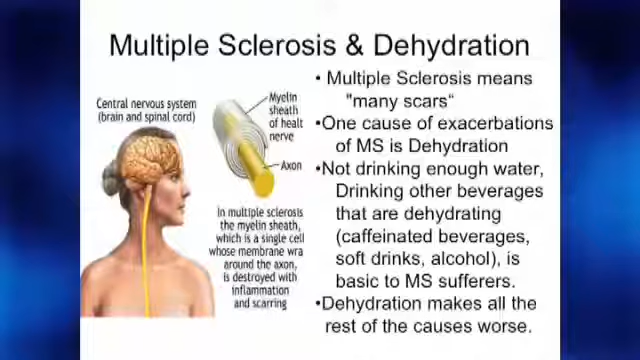 Multiple Sclerosis & Dehydration
Central nervous system
(brain and spinal cord)
Myelin
sheath
of healt
nerve
Axon
In multiple sclerosis
the myelin sheath,
which is a single cell
whose membrane wra
around the axon,
is destroyed with
inflammation
and scarring
• Multiple Sclerosis means
"many scars“
•One cause of exacerbations
of MS is Dehydration
•Not drinking enough water,
Drinking other beverages
that are dehydrating
(caffeinated beverages,
soft drinks, alcohol), is
basic to MS sufferers.
•Dehydration makes all the
rest of the causes worse.